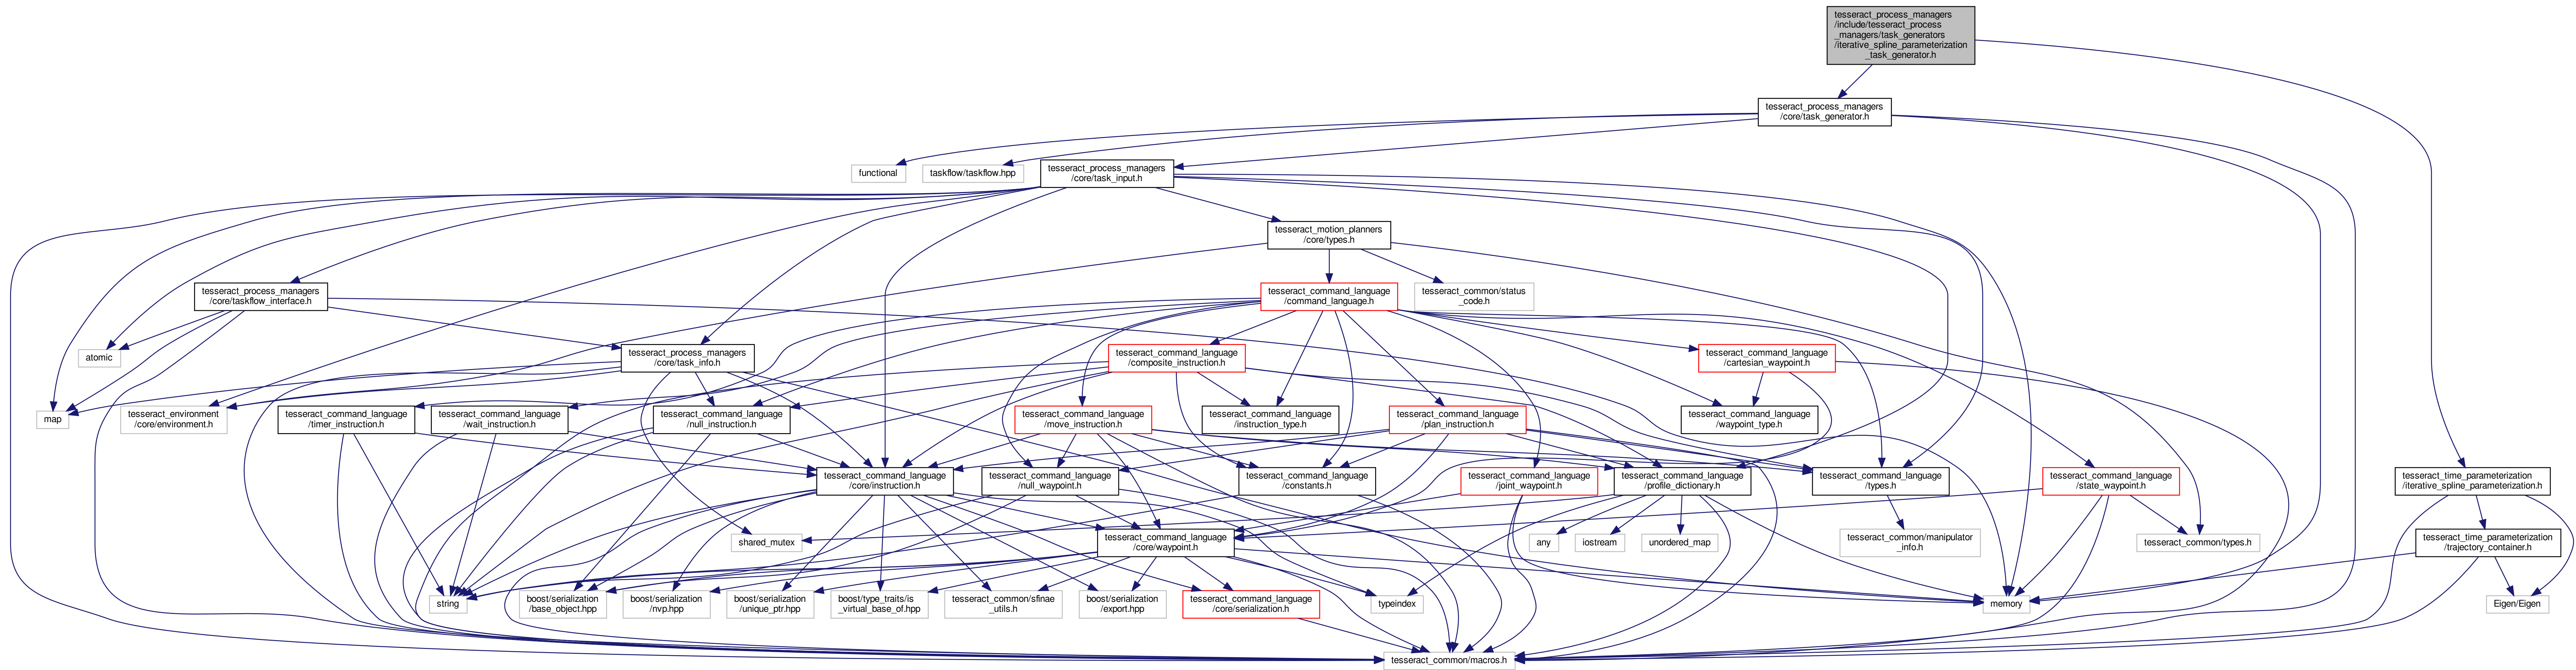 tesseract_process_managers
/include/tesseract_process
_managers/task_generators
/iterative_spline_parameterization
_task_generator.h
tesseract_process_managers
/core/task_generator.h
functional
taskflow/taskflow.hpp
tesseract_process_managers
/core/task_input.h
tesseract_motion_planners
/core/types.h
tesseract_process_managers
/core/taskflow_interface.h
tesseract_command_language
/command_language.h
tesseract_common/status
_code.h
atomic
tesseract_process_managers
/core/task_info.h
tesseract_command_language
/composite_instruction.h
tesseract_command_language
/cartesian_waypoint.h
map
tesseract_environment
/core/environment.h
tesseract_command_language
/timer_instruction.h
tesseract_command_language
/wait_instruction.h
tesseract_command_language
/null_instruction.h
tesseract_command_language
/move_instruction.h
tesseract_command_language
/instruction_type.h
tesseract_command_language
/plan_instruction.h
tesseract_command_language
/waypoint_type.h
tesseract_command_language
/core/instruction.h
tesseract_command_language
/null_waypoint.h
tesseract_command_language
/constants.h
tesseract_command_language
/joint_waypoint.h
tesseract_command_language
/profile_dictionary.h
tesseract_command_language
/types.h
tesseract_command_language
/state_waypoint.h
tesseract_time_parameterization
/iterative_spline_parameterization.h
shared_mutex
tesseract_command_language
/core/waypoint.h
any
iostream
unordered_map
tesseract_common/manipulator
_info.h
tesseract_common/types.h
tesseract_time_parameterization
/trajectory_container.h
string
boost/serialization
/base_object.hpp
boost/serialization
/nvp.hpp
boost/serialization
/unique_ptr.hpp
boost/type_traits/is
_virtual_base_of.hpp
tesseract_common/sfinae
_utils.h
boost/serialization
/export.hpp
tesseract_command_language
/core/serialization.h
typeindex
memory
Eigen/Eigen
tesseract_common/macros.h